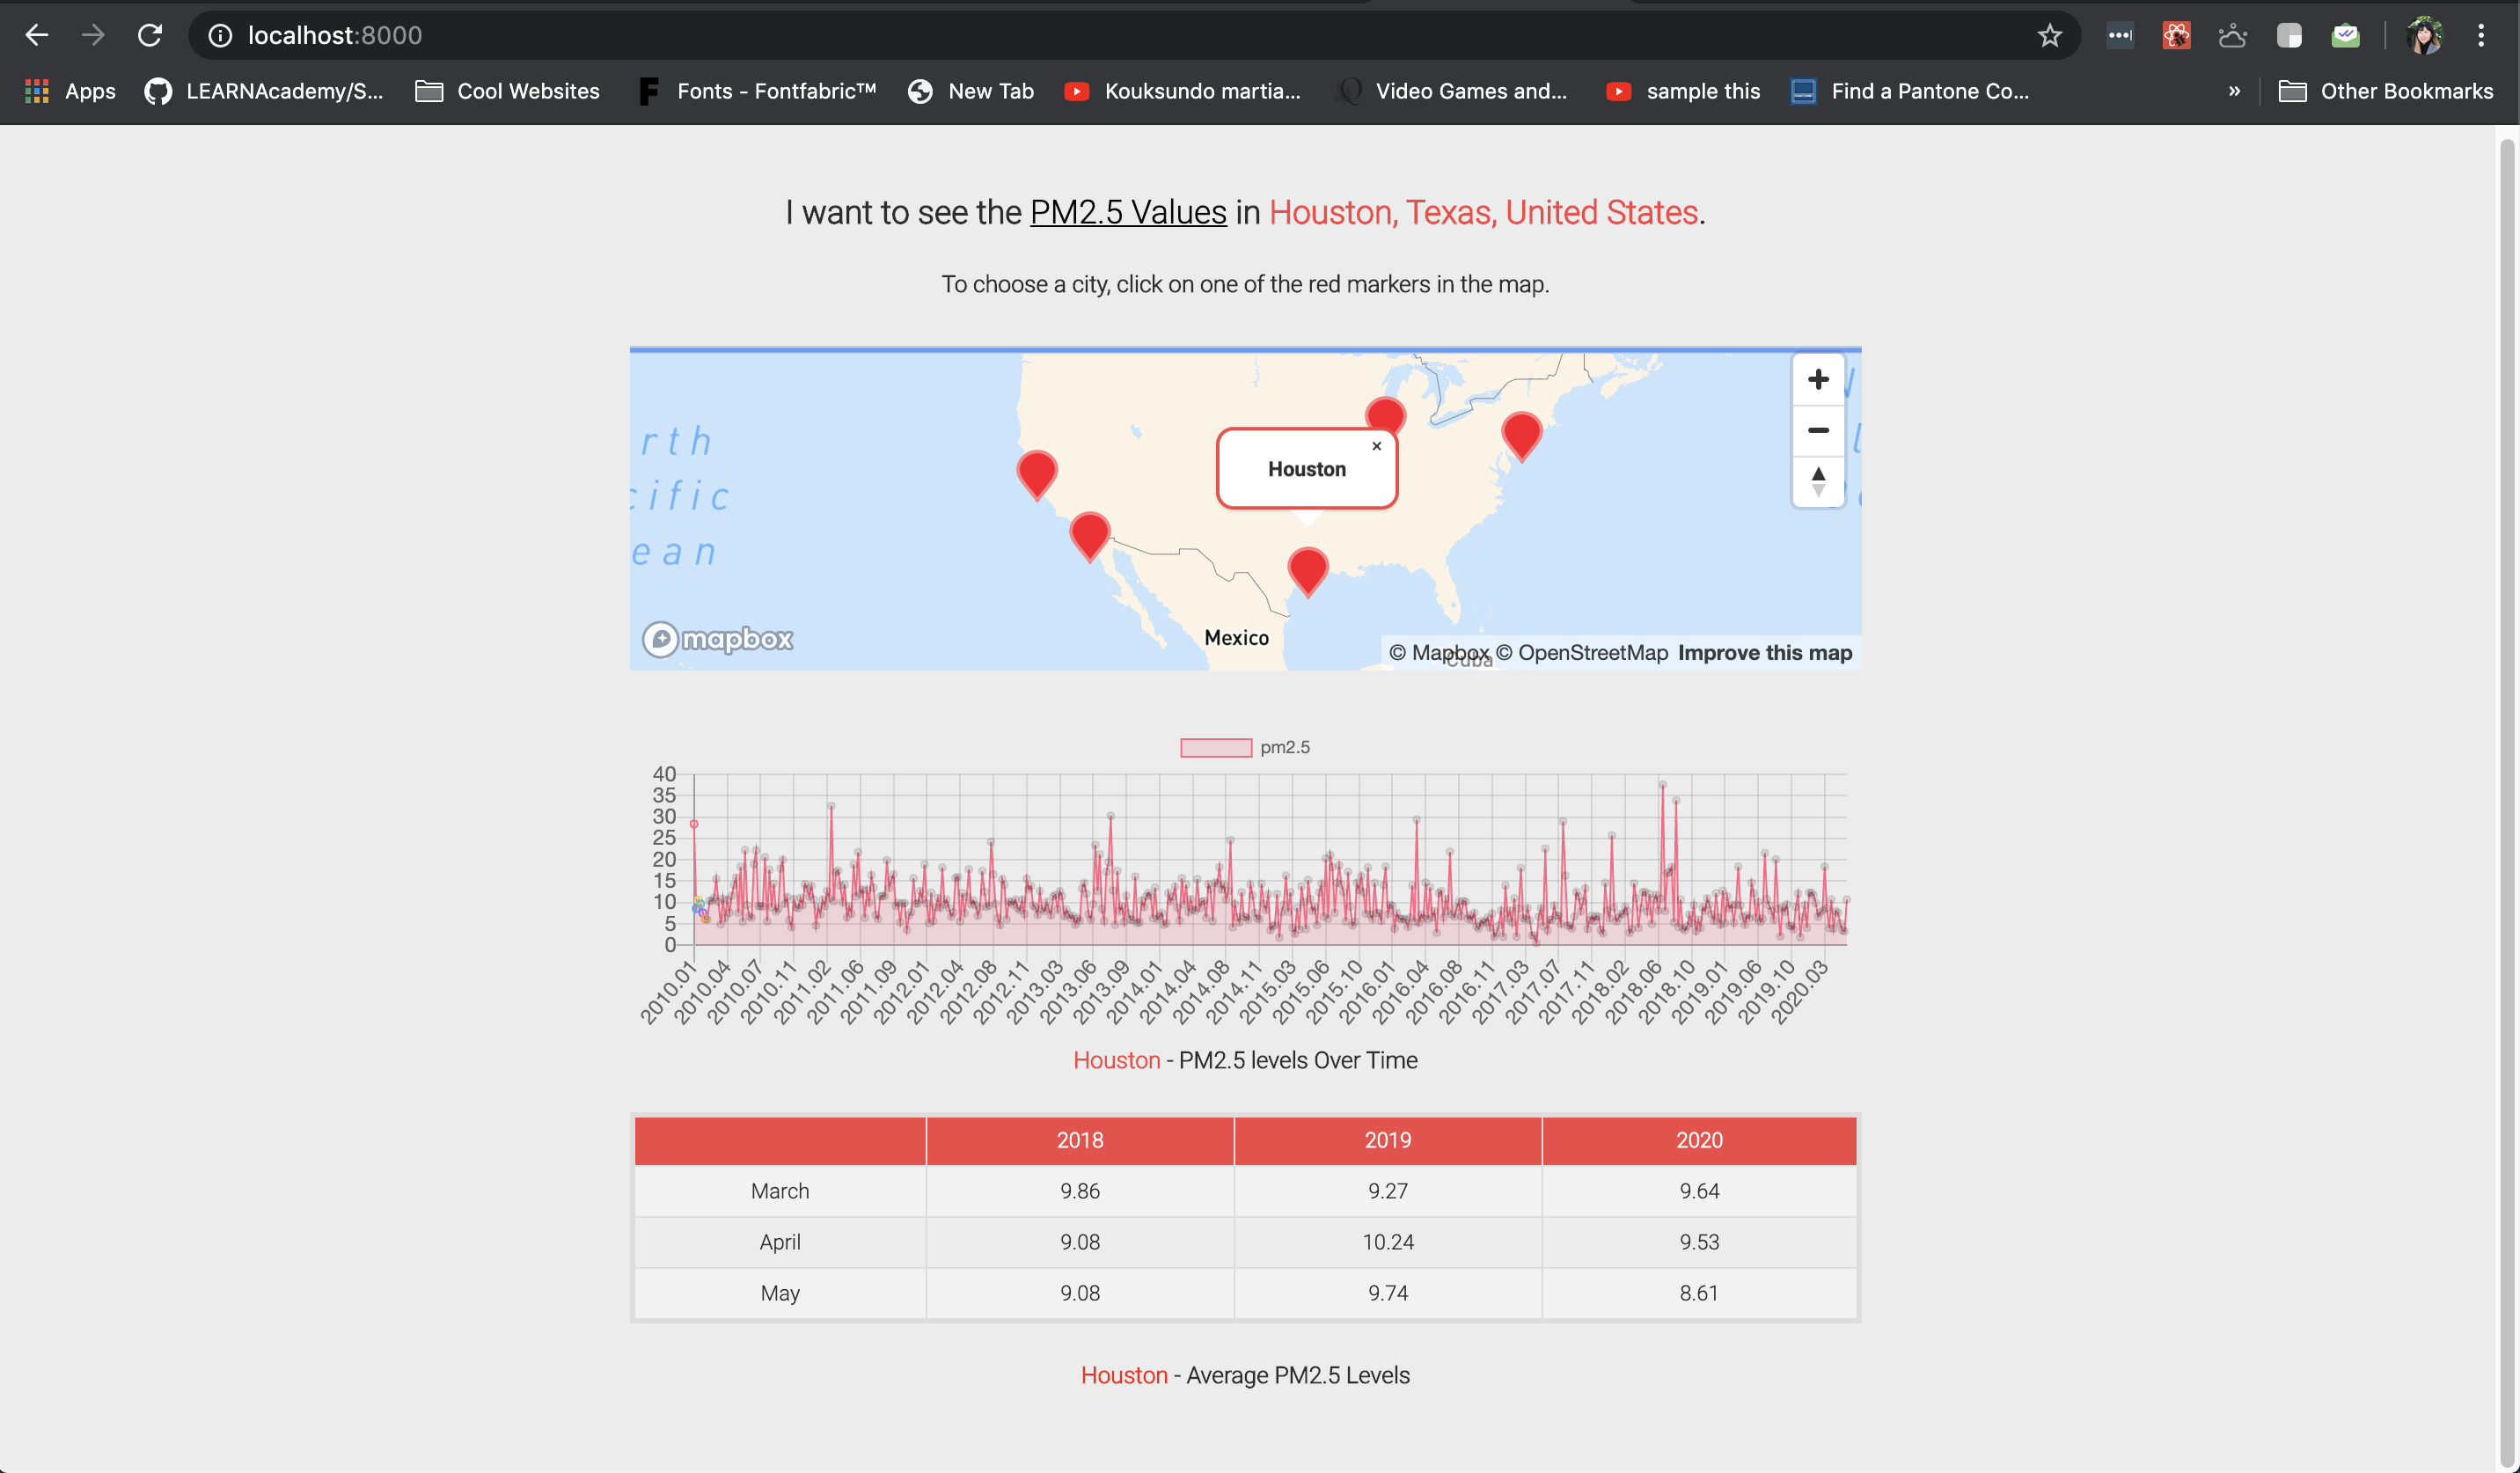 localhost:8000
Apps LEARNAcademy/S... Cool Websites Fonts - Fontfabric™ New Tab Kouksundo martia... Video Games and... sample this Find a Pantone Co... » Other Bookmarks
I want to see the PM2.5 Values in Houston, Texas, United States.
To choose a city, click on one of the red markers in the map.
rth
cific
ean
Houston
×
Mexico
Cuba
mapbox
© Mapbox © OpenStreetMap Improve this map
pm2.5
40
35
30
25
20
15
10
5
0
2010.01 2010.04 2010.07 2010.11 2011.02 2011.06 2011.09 2012.01 2012.04 2012.08 2012.11 2013.03 2013.06 2013.09 2014.01 2014.04 2014.08 2014.11 2015.03 2015.06 2015.10 2016.01 2016.04 2016.08 2016.11 2017.03 2017.07 2017.11 2018.02 2018.06 2018.10 2019.01 2019.06 2019.10 2020.03
Houston - PM2.5 levels Over Time
2018 2019 2020
March 9.86 9.27 9.64
April 9.08 10.24 9.53
May 9.08 9.74 8.61
Houston - Average PM2.5 Levels